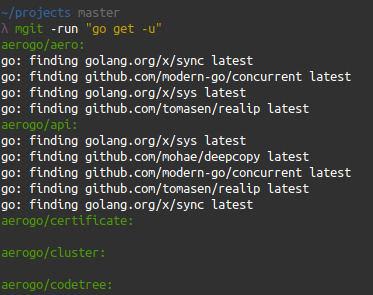 ~/projects master
λ mgit -run "go get -u"
aerogo/aero:
go: finding golang.org/x/sync latest
go: finding github.com/modern-go/concurrent latest
go: finding golang.org/x/sys latest
go: finding github.com/tomasen/realip latest
aerogo/api:
go: finding golang.org/x/sys latest
go: finding github.com/mohae/deepcopy latest
go: finding github.com/modern-go/concurrent latest
go: finding github.com/tomasen/realip latest
go: finding golang.org/x/sync latest
aerogo/certificate:
aerogo/cluster:
aerogo/codetree: